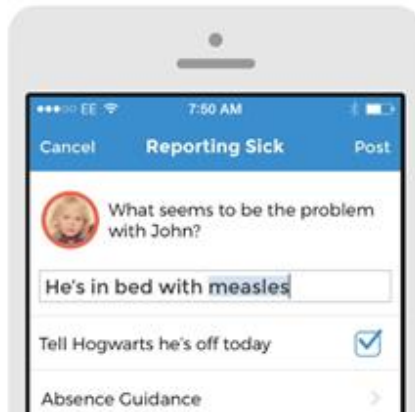 EE 7:50 AM
Cancel Reporting Sick Post
What seems to be the problem
with John?
He's in bed with measles
Tell Hogwarts he's off today
Absence Guidance